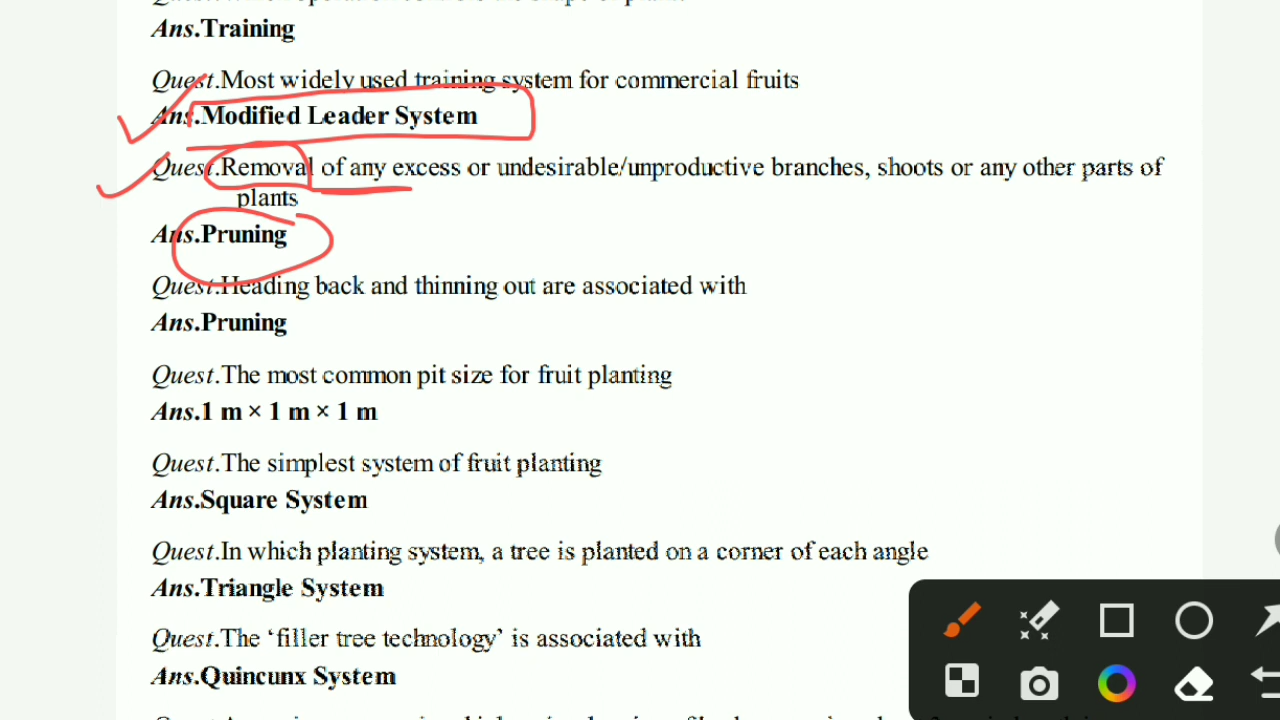 Ans.Training
Quest.Most widely used training system for commercial fruits
Ans.Modified Leader System
Quest.Removal of any excess or undesirable/unproductive branches, shoots or any other parts of
plants
Ans.Pruning
Quest.Heading back and thinning out are associated with
Ans.Pruning
Quest.The most common pit size for fruit planting
Ans.1 m × 1 m × 1 m
Quest.The simplest system of fruit planting
Ans.Square System
Quest.In which planting system, a tree is planted on a corner of each angle
Ans.Triangle System
Quest.The ‘filler tree technology’ is associated with
Ans.Quincunx System